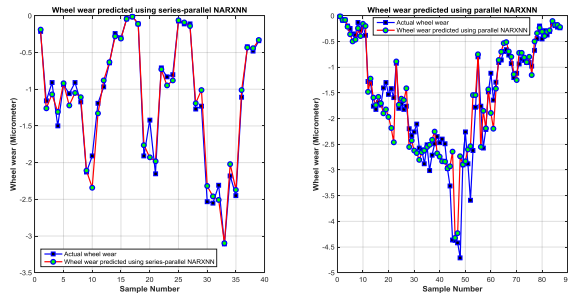 Wheel wear predicted using series-parallel NARXNN
Wheel wear (Micrometer)
0
-0.5
-1
-1.5
-2
-2.5
-3
-3.5
0 5 10 15 20 25 30 35 40
Sample Number
Actual wheel wear
Wheel wear predicted using series-parallel NARXNN
Wheel wear predicted using parallel NARXNN
Wheel wear (Micrometer)
0
-0.5
-1
-1.5
-2
-2.5
-3
-3.5
-4
-4.5
-5
0 10 20 30 40 50 60 70 80
Sample Number
Actual wheel wear
Wheel wear predicted using parallel NARXNN